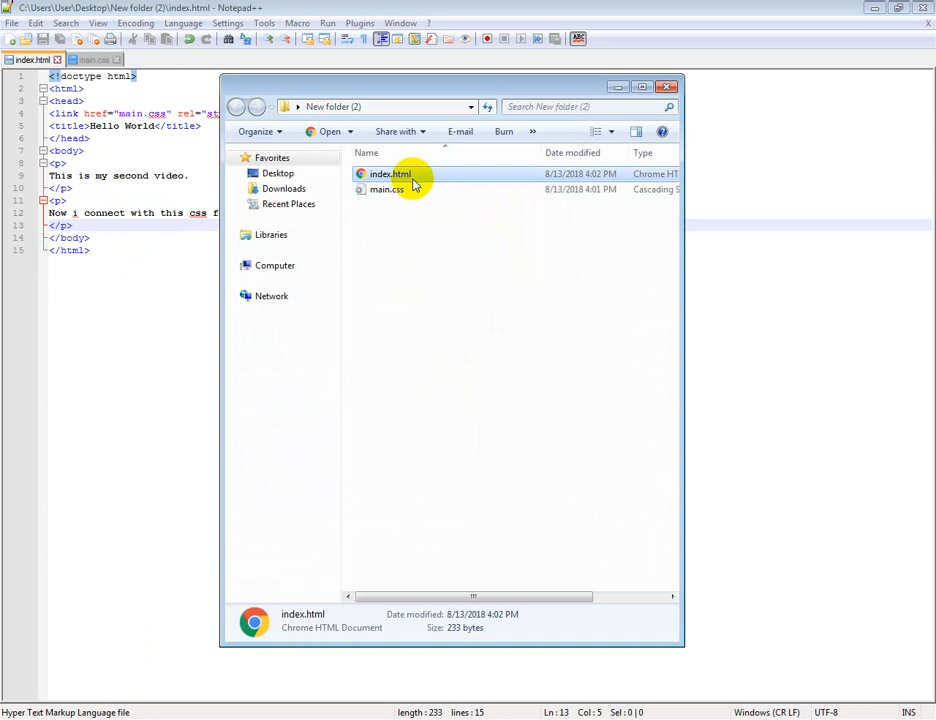 C:\Users\User\Desktop\New folder (2)\index.html - Notepad++
File Edit Search View Encoding Language Settings Tools Macro Run Plugins Window ? X
ABC
index.html main.css
1 <!doctype html>
2 <html>
3 <head>
4 <link href="main.css" rel="st
5 <title>Hello World</title>
6 </head>
7 <body>
8 <p>
9 This is my second video.
10 </p>
11 <p>
12 Now i connect with this css f
13 </p>
14 </body>
15 </html>
New folder (2)
Search New folder (2)
Organize Open Share with E-mail Burn »
Favorites
Desktop
Downloads
Recent Places
Libraries
Computer
Network
Name Date modified Type
index.html 8/13/2018 4:02 PM Chrome HT
main.css 8/13/2018 4:01 PM Cascading S
index.html Date modified: 8/13/2018 4:02 PM
Chrome HTML Document Size: 233 bytes
Hyper Text Markup Language file length : 233 lines : 15 Ln : 13 Col : 5 Sel : 0 | 0 Windows (CR LF) UTF-8 INS